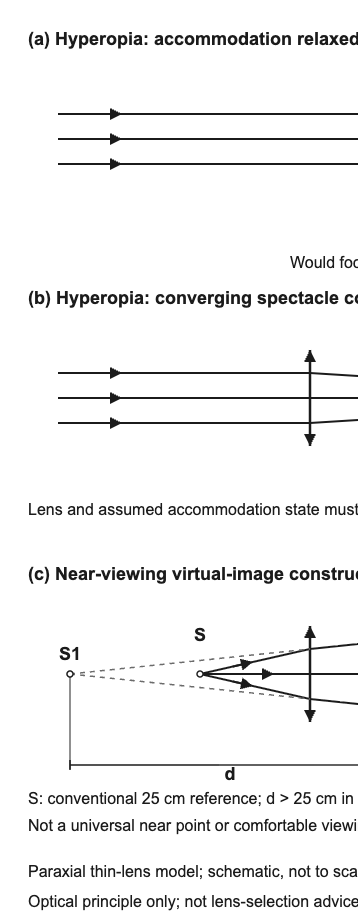 (a) Hyperopia: accommodation relaxed
Would foc
(b) Hyperopia: converging spectacle co
Lens and assumed accommodation state must
(c) Near-viewing virtual-image constru
S
S1
d
S: conventional 25 cm reference; d > 25 cm in
Not a universal near point or comfortable viewi
Paraxial thin-lens model; schematic, not to sca
Optical principle only; not lens-selection advice